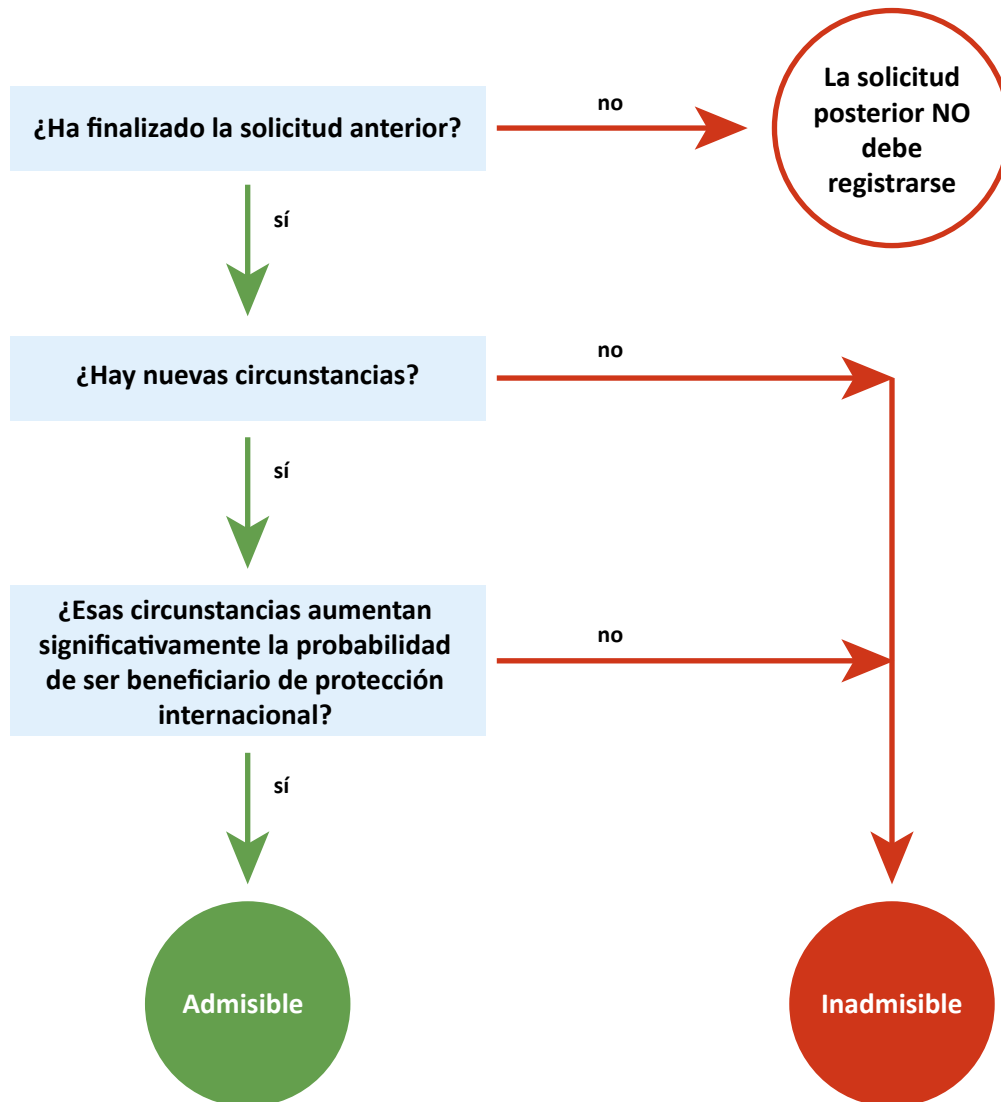 ¿Ha finalizado la solicitud anterior?
no
La solicitud
posterior NO
debe
registrarse
sí
¿Hay nuevas circunstancias?
no
sí
¿Esas circunstancias aumentan
significativamente la probabilidad
de ser beneficiario de protección
internacional?
no
sí
Admisible
Inadmisible